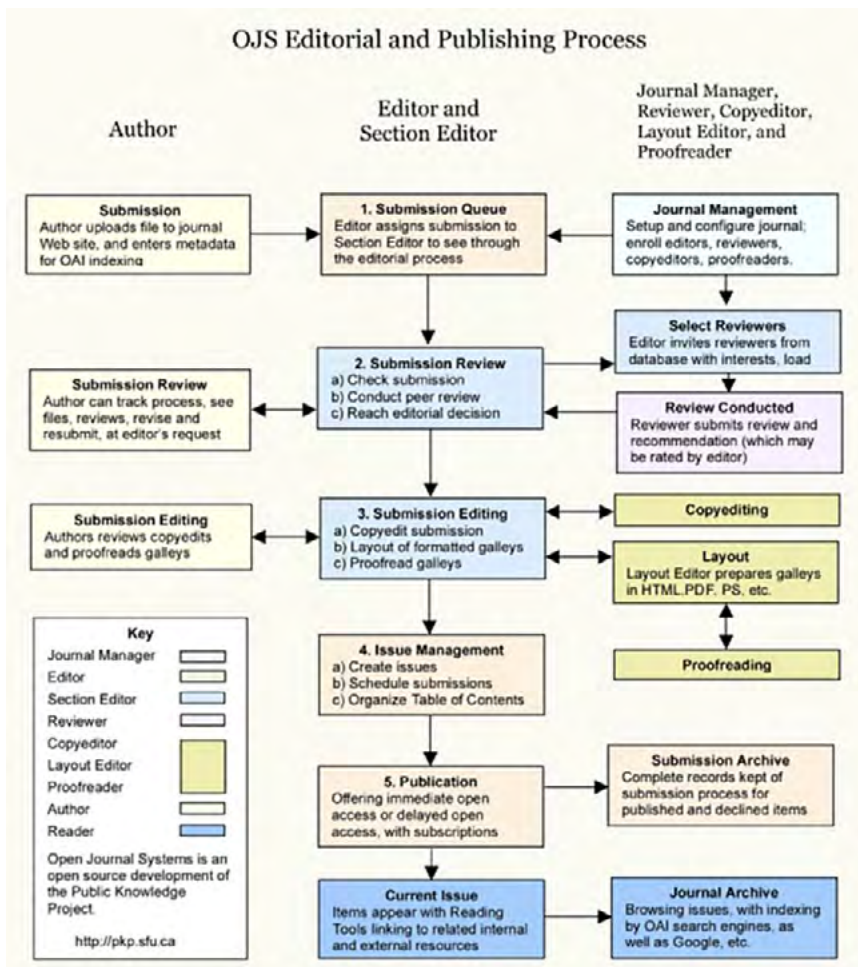 OJS Editorial and Publishing Process
Author
Editor and
Section Editor
Journal Manager,
Reviewer, Copyeditor,
Layout Editor, and
Proofreader
Submission
Author uploads file to journal
Web site, and enters metadata
for OAI indexing
1. Submission Queue
Editor assigns submission to
Section Editor to see through
the editorial process
Journal Management
Setup and configure journal;
enroll editors, reviewers,
copyeditors, proofreaders.
Select Reviewers
Editor invites reviewers from
database with interests, load
Submission Review
Author can track process, see
files, reviews, revise and
resubmit, at editor's request
2. Submission Review
a) Check submission
b) Conduct peer review
c) Reach editorial decision
Review Conducted
Reviewer submits review and
recommendation (which may
be rated by editor)
Submission Editing
Authors reviews copyedits
and proofreads galleys
3. Submission Editing
a) Copyedit submission
b) Layout of formatted galleys
c) Proofread galleys
Copyediting
Layout
Layout Editor prepares galleys
in HTML.PDF, PS, etc.
Proofreading
Key
Journal Manager
Editor
Section Editor
Reviewer
Copyeditor
Layout Editor
Proofreader
Author
Reader
Open Journal Systems is an
open source development of
the Public Knowledge
Project.
http://pkp.sfu.ca
4. Issue Management
a) Create issues
b) Schedule submissions
c) Organize Table of Contents
5. Publication
Offering immediate open
access or delayed open
access, with subscriptions
Submission Archive
Complete records kept of
submission process for
published and declined items
Current Issue
Items appear with Reading
Tools linking to related internal
and external resources
Journal Archive
Browsing issues, with indexing
by OAI search engines, as
well as Google, etc.